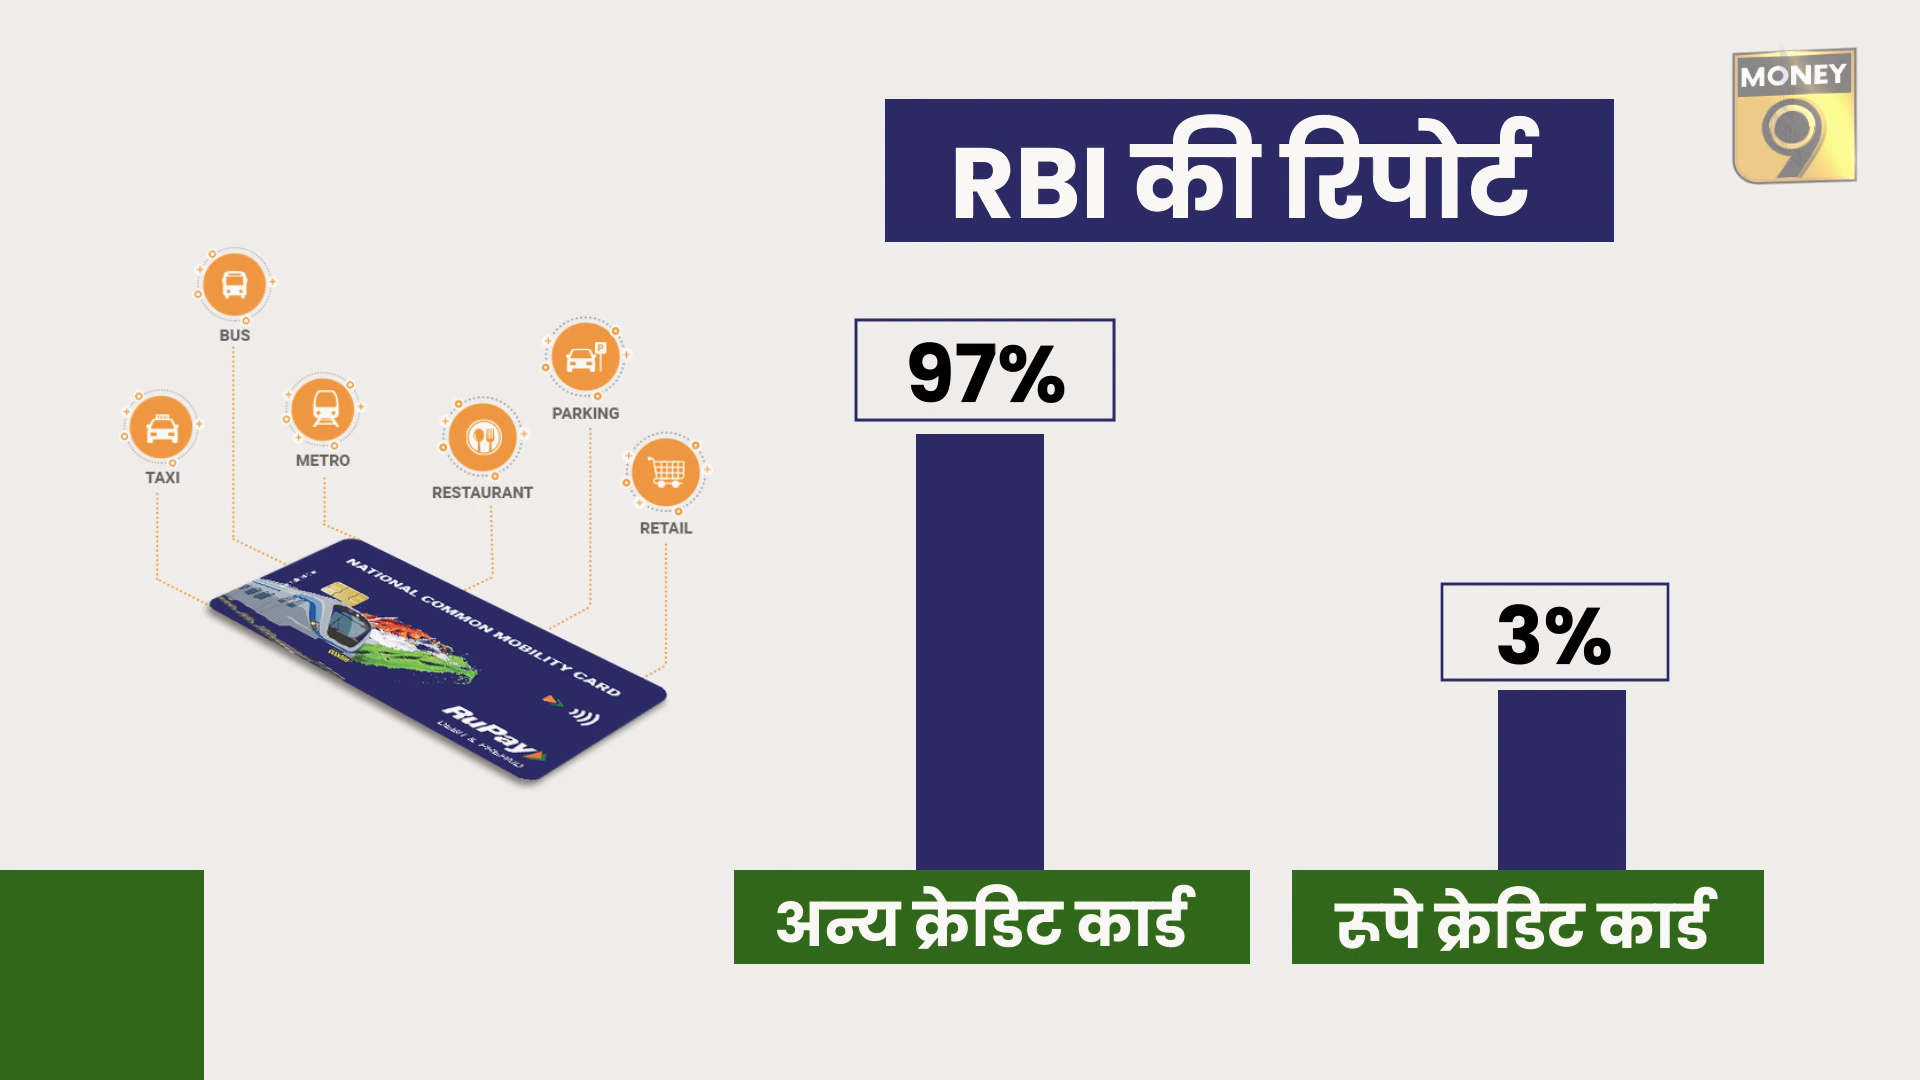 MONEY
9
RBI की रिपोर्ट
BUS
PARKING
TAXI
METRO
RESTAURANT
RETAIL
NATIONAL COMMON MOBILITY CARD
RuPay
97%
3%
अन्य क्रेडिट कार्ड
रूपे क्रेडिट कार्ड